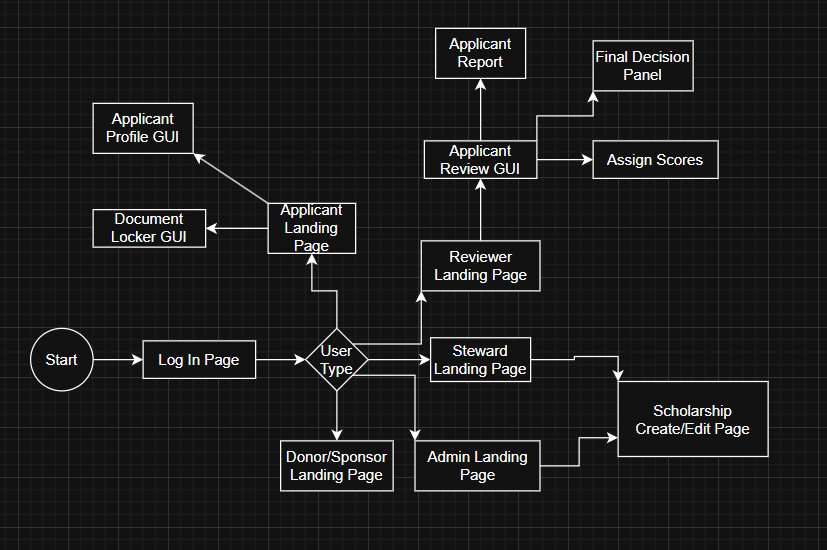 Applicant
Report
Final Decision
Panel
Applicant
Profile GUI
Applicant
Review GUI
Assign Scores
Applicant
Landing
Page
Document
Locker GUI
Reviewer
Landing Page
Start
Log In Page
User
Type
Steward
Landing Page
Scholarship
Create/Edit Page
Donor/Sponsor
Landing Page
Admin Landing
Page